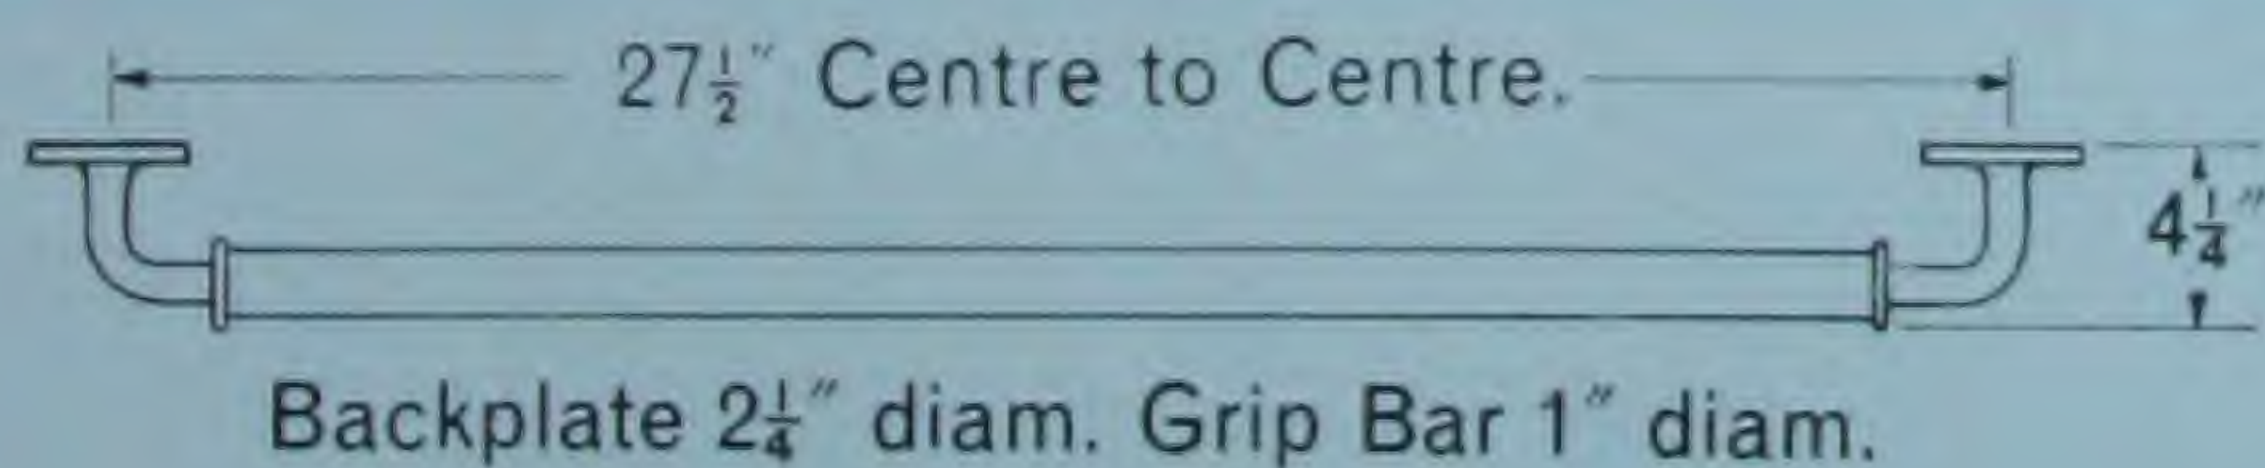 27½″ Centre to Centre.
4¼″
Backplate 2¼″ diam. Grip Bar 1″ diam.